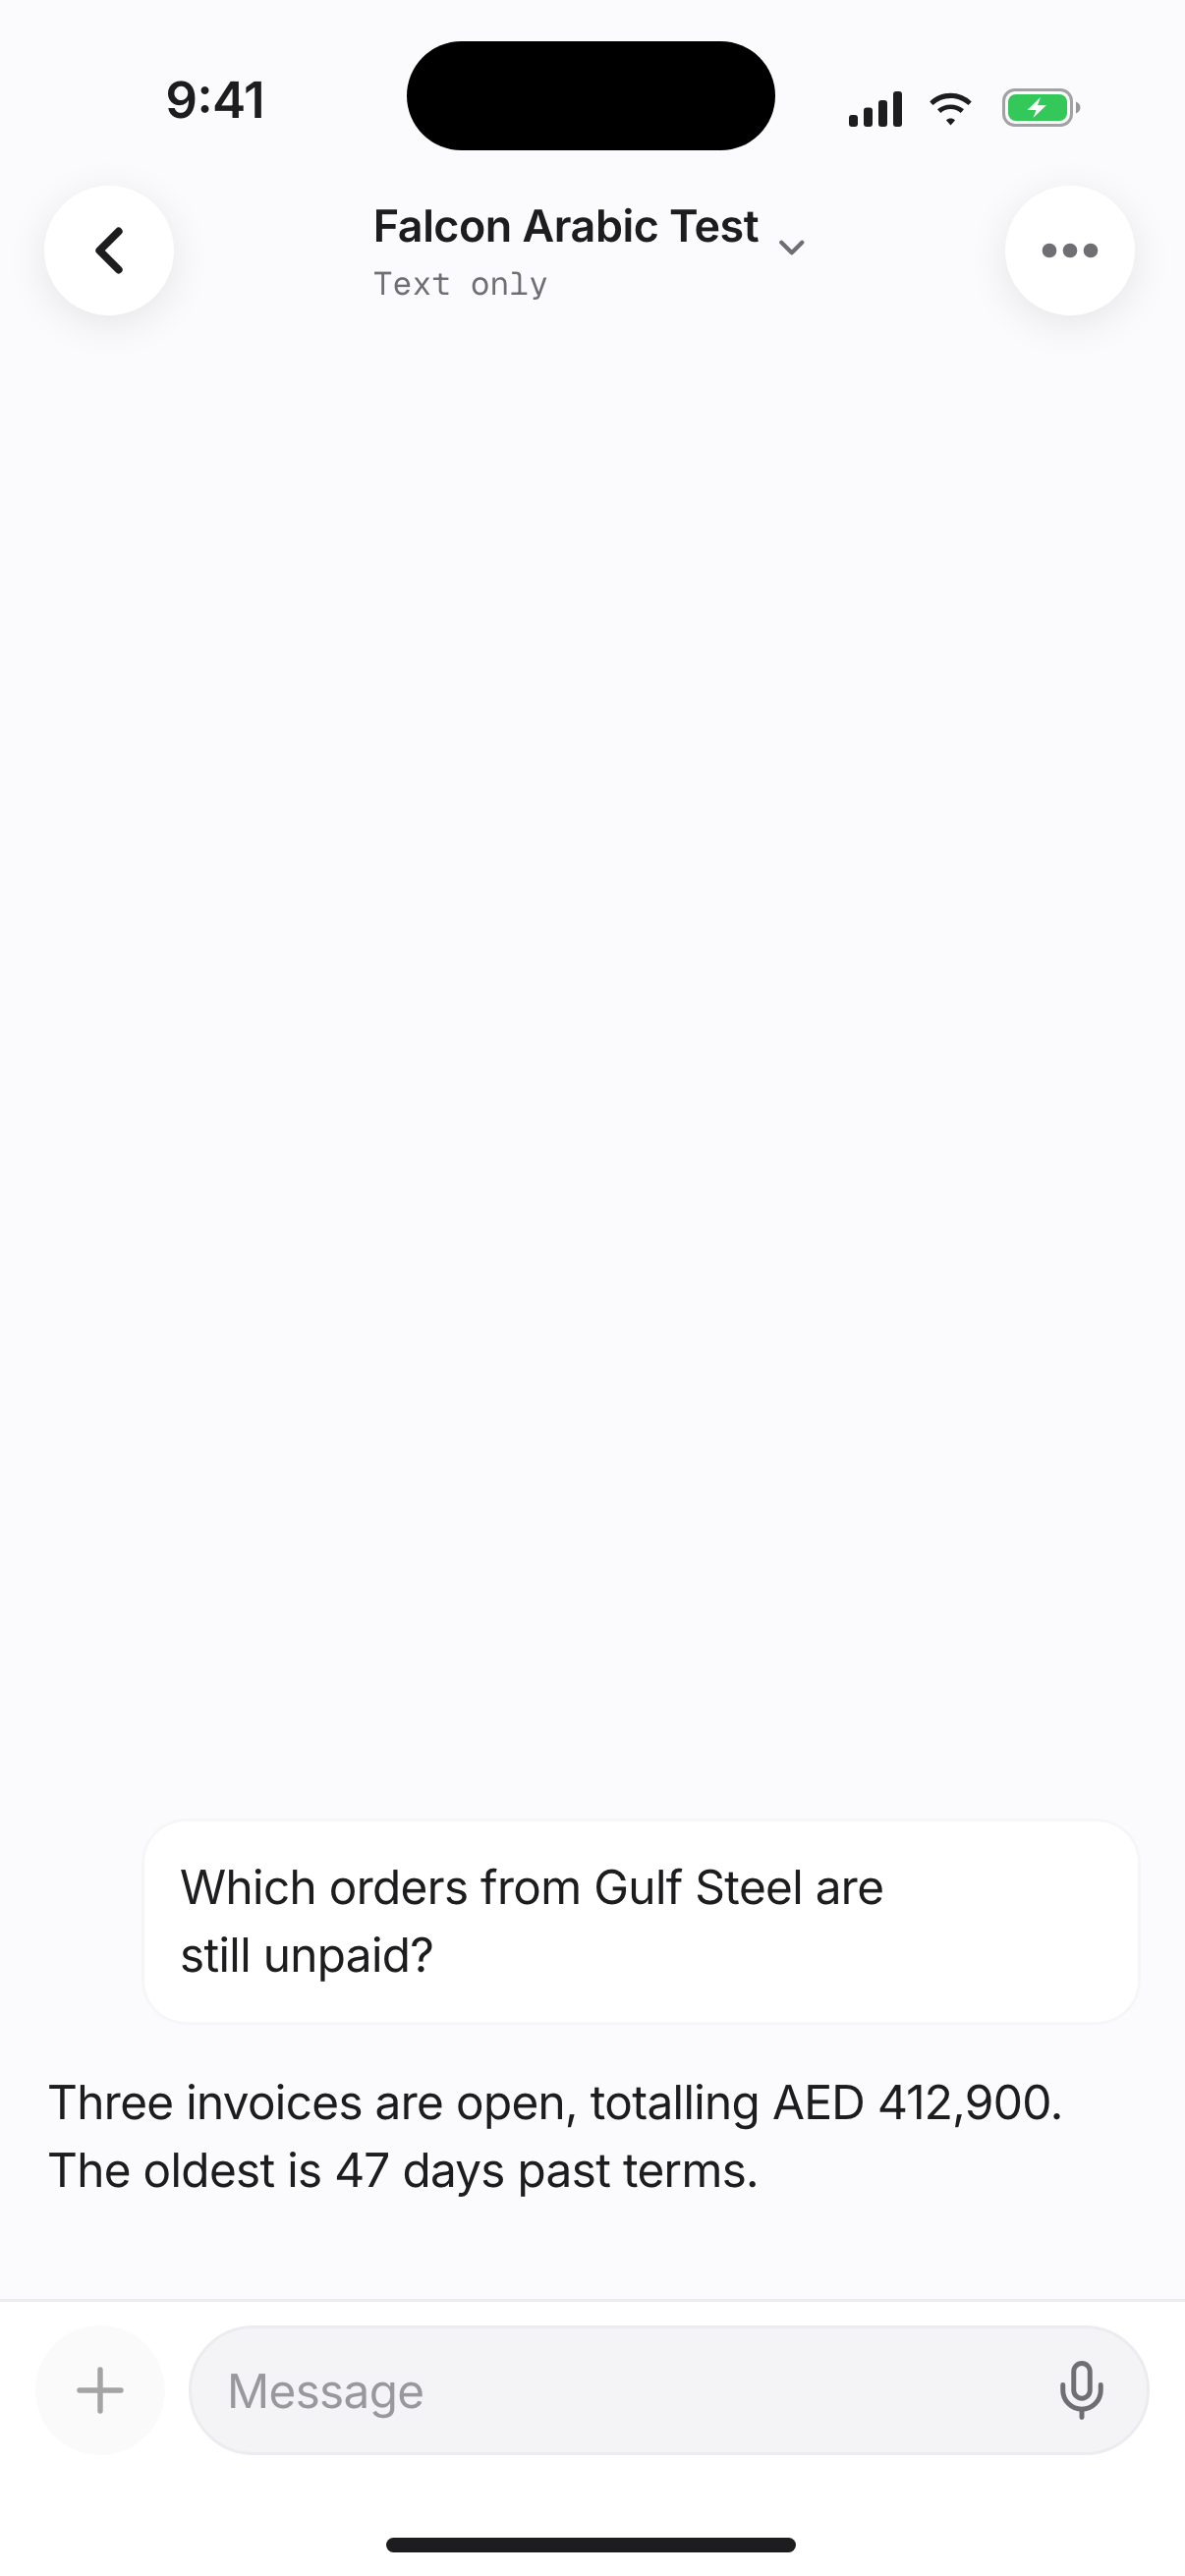 9:41
Falcon Arabic Test
Text only
Which orders from Gulf Steel are
still unpaid?
Three invoices are open, totalling AED 412,900.
The oldest is 47 days past terms.
Message